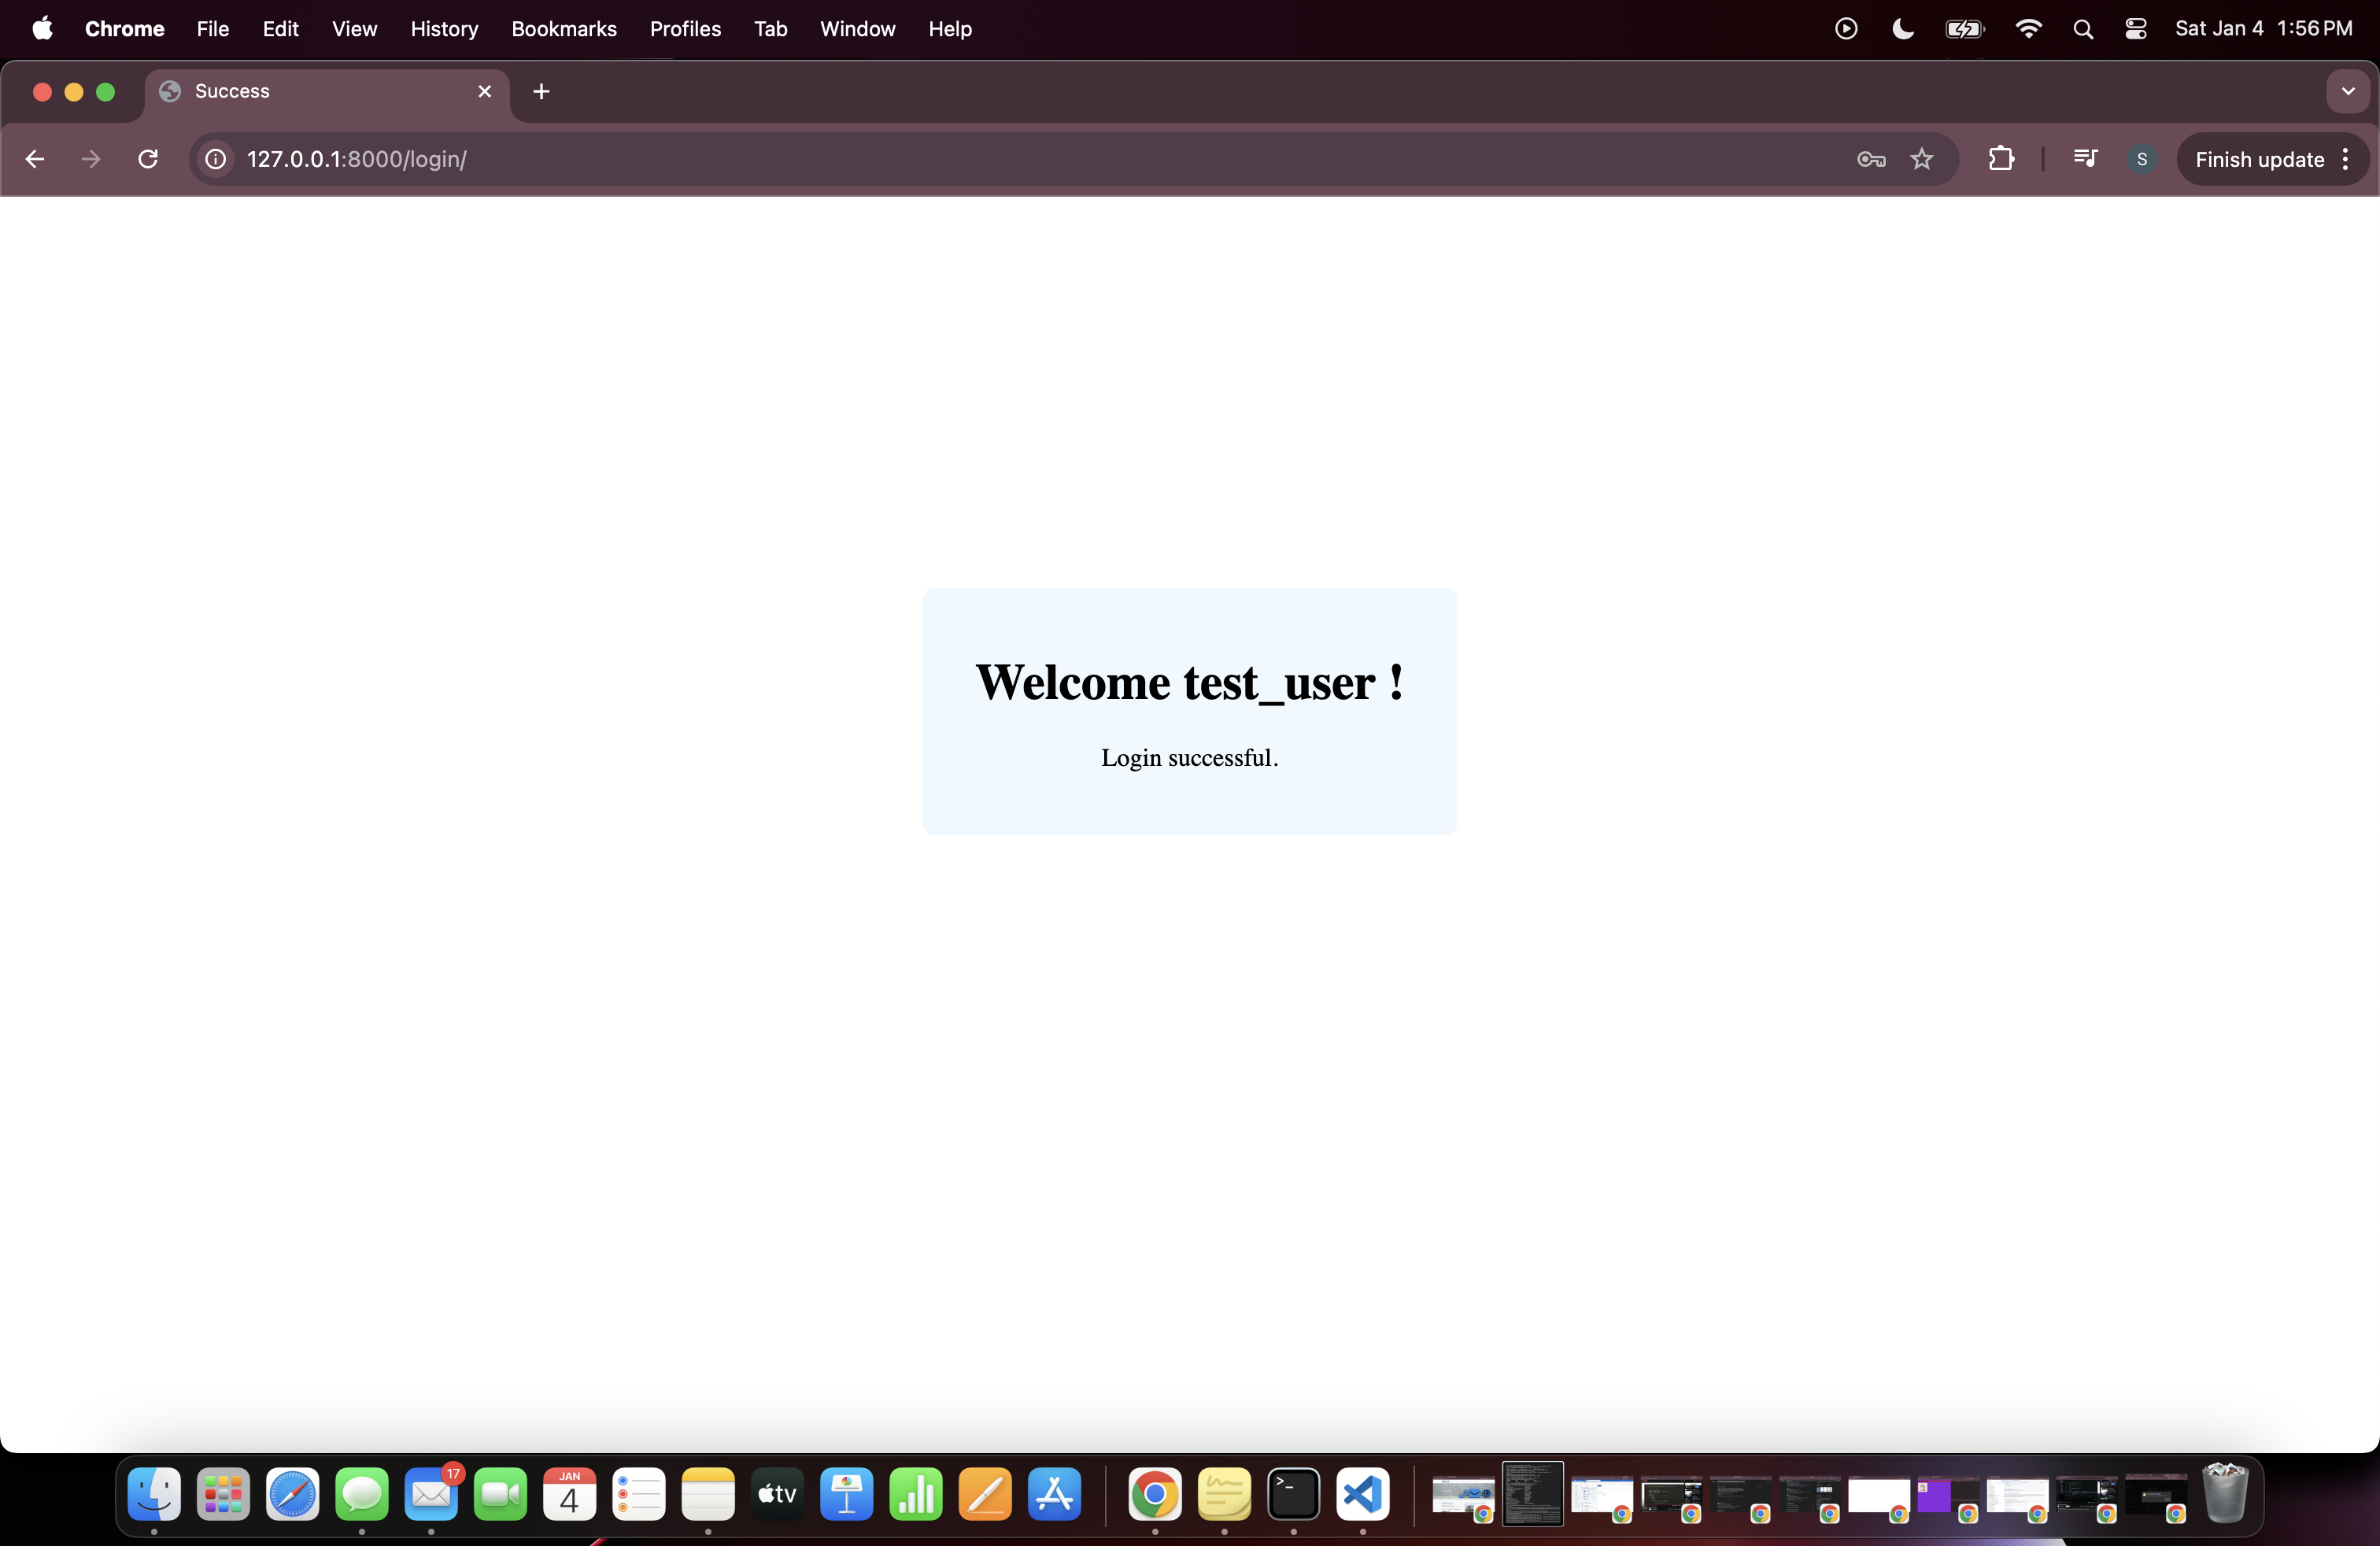 Chrome File Edit View History Bookmarks Profiles Tab Window Help Sat Jan 4 1:56 PM
Success
127.0.0.1:8000/login/ S Finish update
Welcome test_user !
Login successful.
17
JAN
4
tv
>_